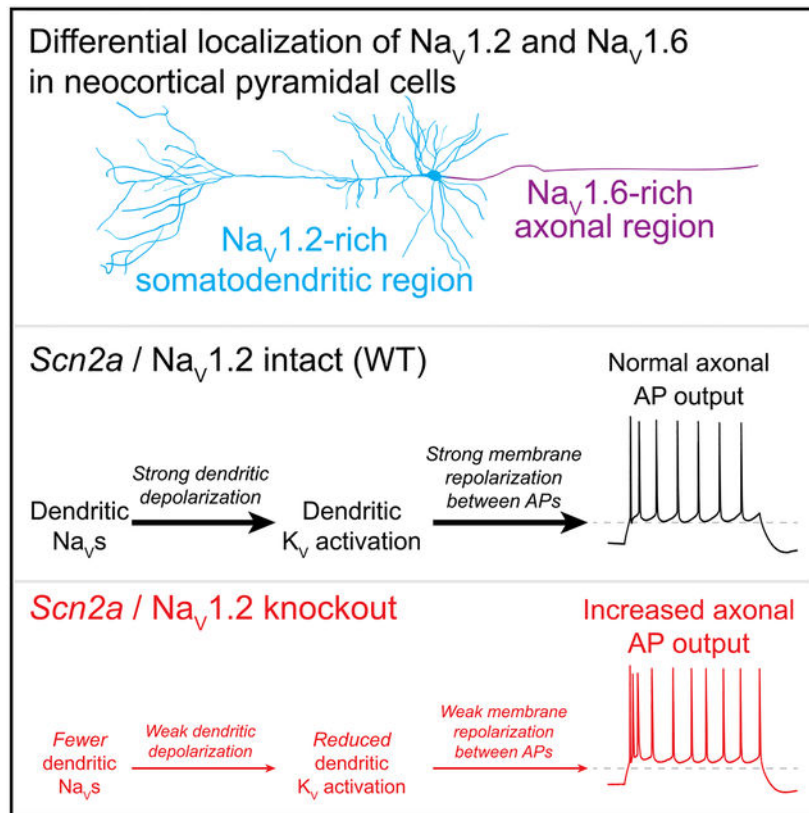 Differential localization of NaV1.2 and NaV1.6
in neocortical pyramidal cells
NaV1.6-rich
axonal region
NaV1.2-rich
somatodendritic region
Scn2a / NaV1.2 intact (WT)
Normal axonal
AP output
Strong dendritic
depolarization
Strong membrane
repolarization
between APs
Dendritic
NaVs
Dendritic
KV activation
Scn2a / NaV1.2 knockout
Increased axonal
AP output
Weak dendritic
depolarization
Weak membrane
repolarization
between APs
Fewer
dendritic
NaVs
Reduced
dendritic
KV activation